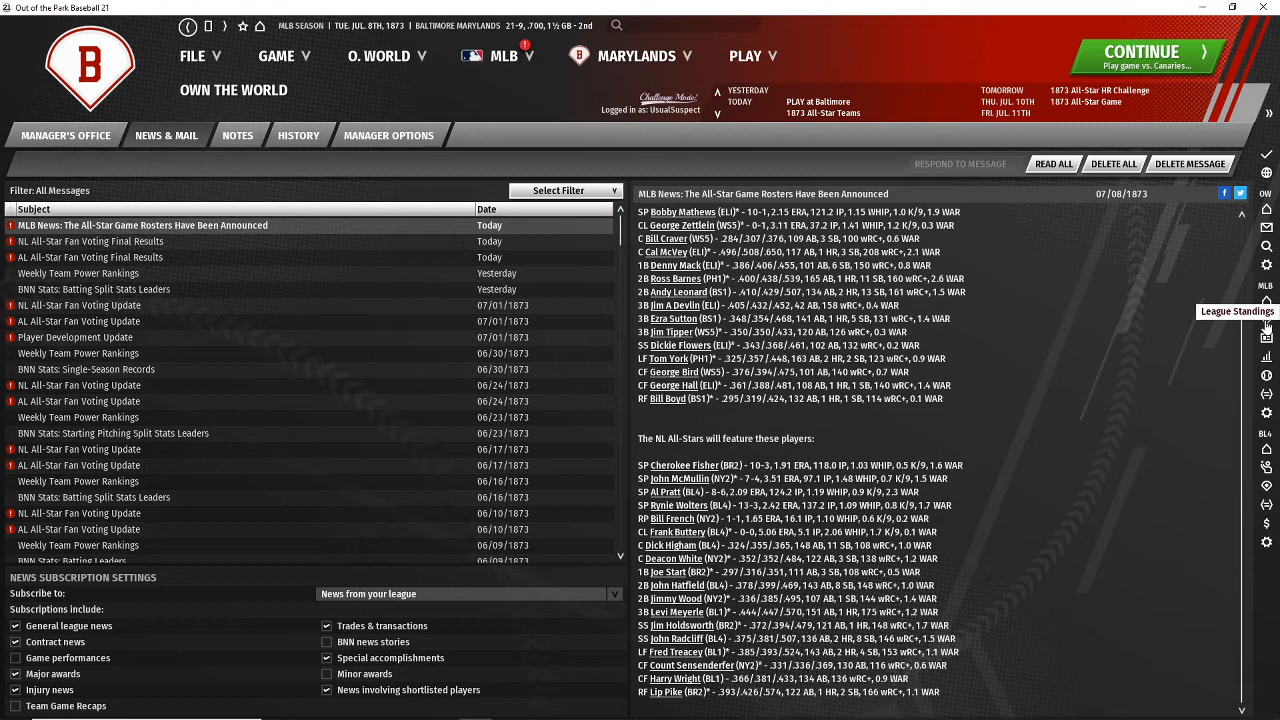 Out of the Park Baseball 21
MLB SEASON | TUE. JUL. 8TH, 1873 | BALTIMORE MARYLANDS 21-9, .700, 1½ GB - 2nd
B
FILE GAME O. WORLD MLB ! B MARYLANDS PLAY
CONTINUE
Play game vs. Canaries...
OWN THE WORLD
Challenge Mode!
Logged in as: UsualSuspect
YESTERDAY
TODAY PLAY at Baltimore
1873 All-Star Teams
TOMORROW 1873 All-Star HR Challenge
THU. JUL. 10TH 1873 All-Star Game
FRI. JUL. 11TH
MANAGER'S OFFICE NEWS & MAIL NOTES HISTORY MANAGER OPTIONS
RESPOND TO MESSAGE READ ALL DELETE ALL DELETE MESSAGE
Filter: All Messages Select Filter
Subject Date
MLB News: The All-Star Game Rosters Have Been Announced Today
NL All-Star Fan Voting Final Results Today
AL All-Star Fan Voting Final Results Today
Weekly Team Power Rankings Yesterday
BNN Stats: Batting Split Stats Leaders Yesterday
NL All-Star Fan Voting Update 07/01/1873
AL All-Star Fan Voting Update 07/01/1873
Player Development Update 07/01/1873
Weekly Team Power Rankings 06/30/1873
BNN Stats: Single-Season Records 06/30/1873
NL All-Star Fan Voting Update 06/24/1873
AL All-Star Fan Voting Update 06/24/1873
Weekly Team Power Rankings 06/23/1873
BNN Stats: Starting Pitching Split Stats Leaders 06/23/1873
NL All-Star Fan Voting Update 06/17/1873
AL All-Star Fan Voting Update 06/17/1873
Weekly Team Power Rankings 06/16/1873
BNN Stats: Batting Split Stats Leaders 06/16/1873
NL All-Star Fan Voting Update 06/10/1873
AL All-Star Fan Voting Update 06/10/1873
Weekly Team Power Rankings 06/09/1873
BNN Stats: Batting Leaders 06/09/1873
NEWS SUBSCRIPTION SETTINGS
Subscribe to: News from your league
Subscriptions include:
General league news Trades & transactions
Contract news BNN news stories
Game performances Special accomplishments
Major awards Minor awards
Injury news News involving shortlisted players
Team Game Recaps
MLB News: The All-Star Game Rosters Have Been Announced 07/08/1873
SP Bobby Mathews (ELI)* - 10-1, 2.15 ERA, 121.2 IP, 1.15 WHIP, 1.0 K/9, 1.9 WAR
CL George Zettlein (WS5) - 0-1, 3.11 ERA, 37.2 IP, 1.41 WHIP, 1.2 K/9, 0.3 WAR
C Bill Craver (WS5) - .284/.307/.376, 109 AB, 3 SB, 100 wRC+, 0.6 WAR
C Cal McVey (ELI)* - .496/.508/.650, 117 AB, 3 SB, 208 wRC+, 2.1 WAR
1B Denny Mack (ELI)* - .386/.406/.455, 101 AB, 6 SB, 150 wRC+, 0.8 WAR
2B Ross Barnes (PH1)* - .400/.438/.539, 165 AB, 1 HR, 11 SB, 160 wRC+, 2.6 WAR
2B Andy Leonard (BS1)* - .410/.429/.507, 134 AB, 2 HR, 13 SB, 161 wRC+, 1.5 WAR
3B Jim A Devlin (ELI) - .405/.432/.452, 42 AB, 158 wRC+, 0.4 WAR
3B Ezra Sutton (BS1)* - .348/.354/.468, 141 AB, 1 HR, 5 SB, 131 wRC+, 1.4 WAR
3B Jim Tipper (WS5)* - .350/.350/.433, 120 AB, 126 wRC+, 0.3 WAR
SS Dickie Flowers (ELI)* - .343/.368/.461, 102 AB, 132 wRC+, 0.2 WAR
LF Tom York (PH1)* - .325/.357/.448, 163 AB, 2 HR, 2 SB, 123 wRC+, 0.9 WAR
CF George Bird (WS5)* - .376/.394/.475, 101 AB, 140 wRC+, 0.7 WAR
CF George Hall (ELI)* - .361/.388/.481, 108 AB, 1 HR, 1 SB, 140 wRC+, 1.4 WAR
RF Bill Boyd (BS1)* - .295/.319/.424, 132 AB, 1 HR, 1 SB, 114 wRC+, 0.1 WAR
The NL All-Stars will feature these players:
SP Cherokee Fisher (BR2)* - 10-3, 1.91 ERA, 118.0 IP, 1.03 WHIP, 0.5 K/9, 1.6 WAR
SP John McMullin (NY2)* - 7-4, 3.51 ERA, 97.1 IP, 1.48 WHIP, 0.7 K/9, 1.5 WAR
SP Al Pratt (BL4)* - 8-6, 2.09 ERA, 124.2 IP, 1.19 WHIP, 0.9 K/9, 2.3 WAR
SP Rynie Wolters (BL4)* - 13-3, 2.42 ERA, 137.2 IP, 1.09 WHIP, 0.8 K/9, 1.7 WAR
RP Bill French (NY2)* - 1-1, 1.65 ERA, 16.1 IP, 1.10 WHIP, 0.6 K/9, 0.2 WAR
CL Frank Buttery (BL4)* - 0-0, 5.06 ERA, 5.1 IP, 2.06 WHIP, 1.7 K/9, 0.1 WAR
C Dick Higham (BL4)* - .324/.355/.365, 148 AB, 11 SB, 108 wRC+, 1.0 WAR
C Deacon White (NY2)* - .352/.352/.484, 122 AB, 3 SB, 138 wRC+, 1.2 WAR
1B Joe Start (BR2)* - .297/.316/.351, 111 AB, 3 SB, 108 wRC+, 0.5 WAR
2B John Hatfield (BL4)* - .378/.399/.469, 143 AB, 8 SB, 148 wRC+, 1.0 WAR
2B Jimmy Wood (NY2)* - .336/.385/.495, 107 AB, 2 HR, 5 SB, 144 wRC+, 1.4 WAR
3B Levi Meyerle (BL1)* - .444/.447/.570, 151 AB, 1 HR, 175 wRC+, 1.2 WAR
SS Jim Holdsworth (BR2)* - .372/.394/.479, 121 AB, 1 HR, 148 wRC+, 1.7 WAR
SS John Radcliff (BL4)* - .375/.381/.507, 136 AB, 2 HR, 8 SB, 146 wRC+, 1.5 WAR
LF Fred Treacey (BL1)* - .385/.393/.524, 143 AB, 2 HR, 4 SB, 153 wRC+, 1.1 WAR
CF Count Sensenderfer (NY2)* - .331/.336/.369, 130 AB, 116 wRC+, 0.6 WAR
CF Harry Wright (BL1) - .366/.381/.433, 134 AB, 136 wRC+, 0.9 WAR
RF Lip Pike (BR2)* - .393/.426/.574, 122 AB, 1 HR, 2 SB, 166 wRC+, 1.1 WAR
OW
MLB
League Standings
BL4